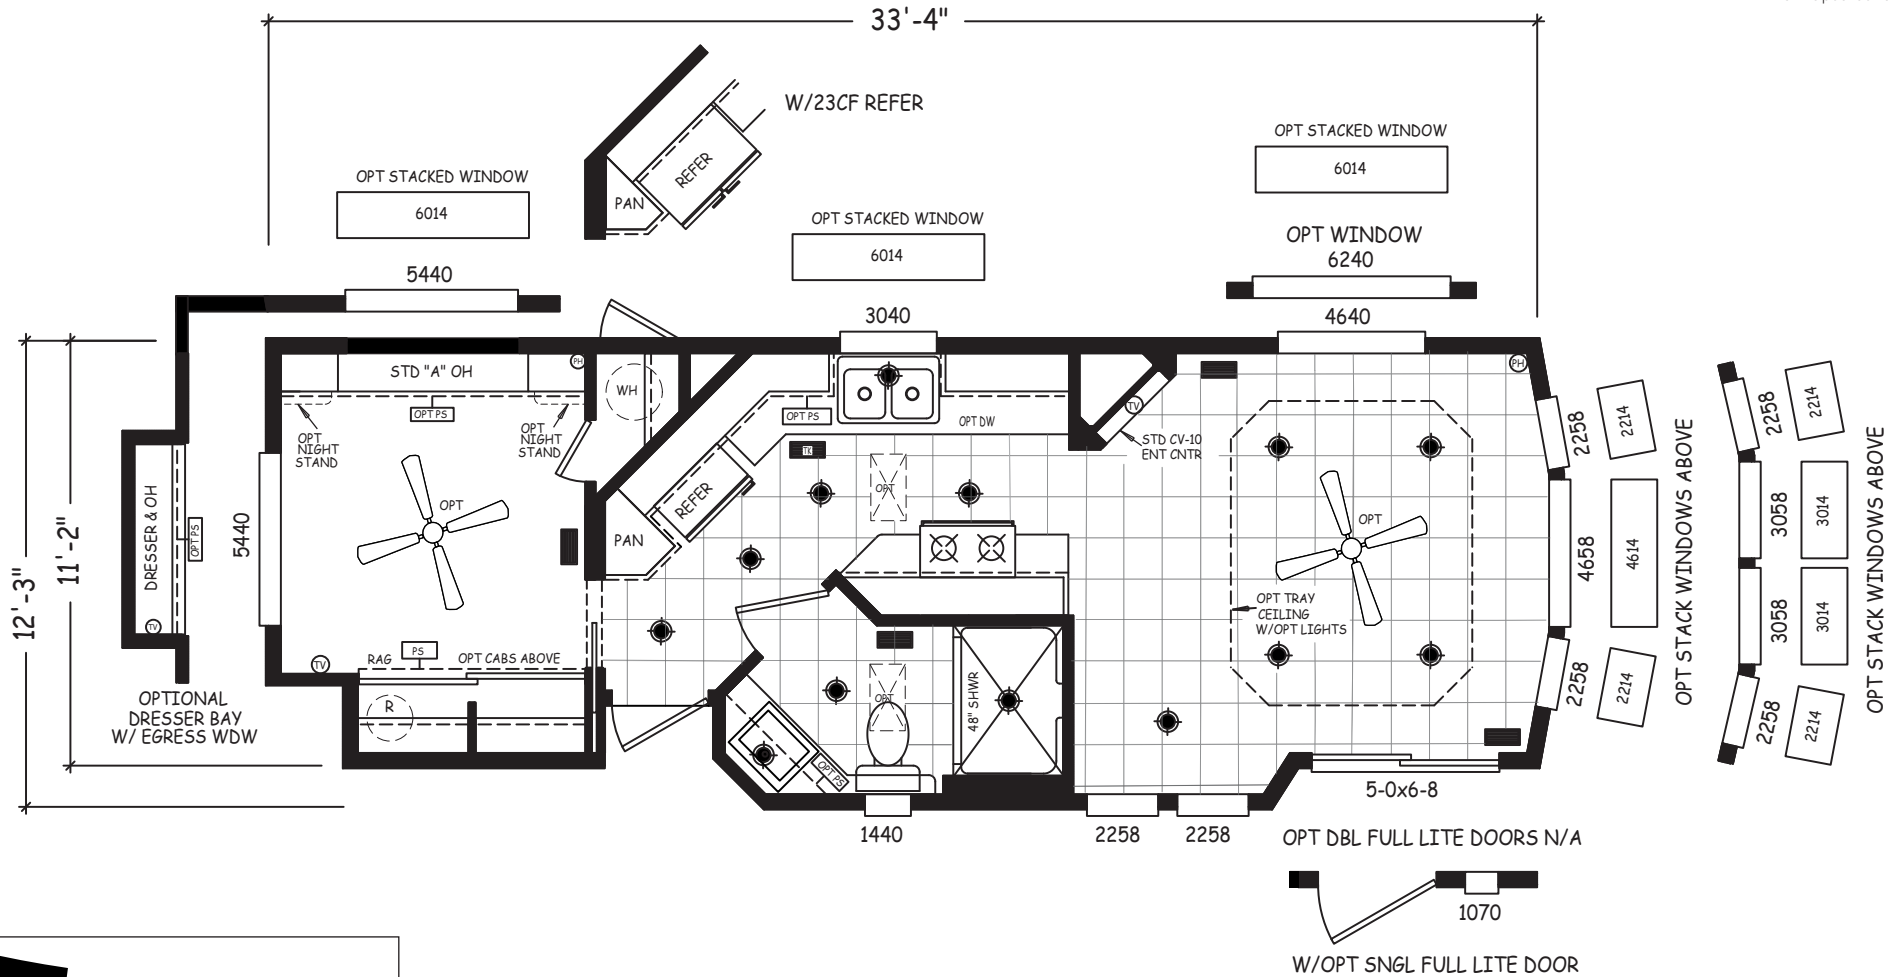 33'-4"
W/23CF REFER
REFER
PAN
OPT STACKED WINDOW
6014
OPT STACKED WINDOW
6014
OPT STACKED WINDOW
6014
OPT WINDOW
6240
5440
3040
4640
12'-3"
11'-2"
DRESSER & OH
OPT PS
TV
5440
OPTIONAL
DRESSER BAY
W/ EGRESS WDW
STD "A" OH
PH
OPT PS
OPT
NIGHT
STAND
OPT
NIGHT
STAND
OPT
WH
TV
RAG
PS
OPT CABS ABOVE
R
PAN
REFER
OPT PS
TK
OPT DW
OPT
TV
STD CV-10
ENT CNTR
PH
OPT
OPT TRAY
CEILING
W/OPT LIGHTS
OPT
48" SHWR
OPT PS
1440
2258
2258
5-0x6-8
OPT DBL FULL LITE DOORS N/A
1070
W/OPT SNGL FULL LITE DOOR
2258
2214
4658
4614
2258
2214
OPT STACK WINDOWS ABOVE
2258
2214
3058
3014
3058
3014
2258
2214
OPT STACK WINDOWS ABOVE